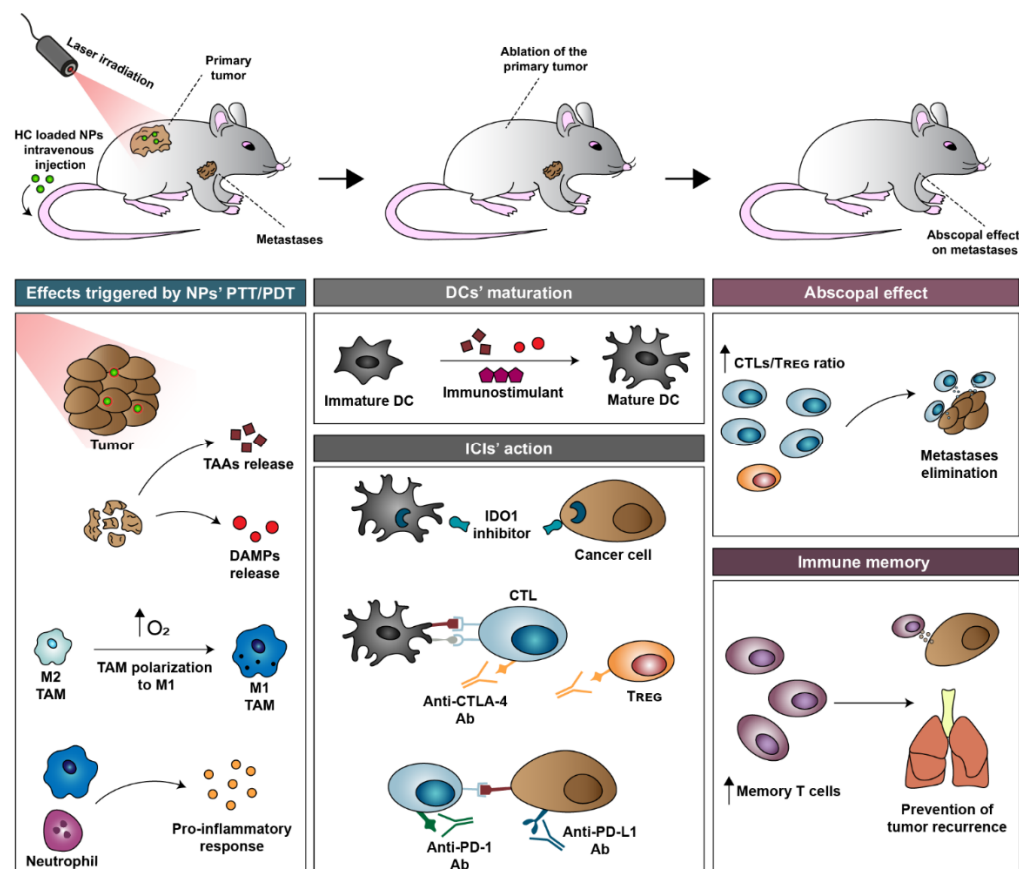 Laser irradiation
Primary
tumor
HC loaded NPs
intravenous
injection
Metastases
Ablation of the
primary tumor
Abscopal effect
on metastases
Effects triggered by NPs' PTT/PDT
Tumor
TAAs release
DAMPs
release
O₂
M2
TAM
TAM polarization
to M1
M1
TAM
Neutrophil
Pro-inflammatory
response
DCs' maturation
Immature DC
Immunostimulant
Mature DC
ICIs' action
IDO1
inhibitor
Cancer cell
CTL
Anti-CTLA-4
Ab
TREG
Anti-PD-1
Ab
Anti-PD-L1
Ab
Abscopal effect
CTLs/TREG ratio
Metastases
elimination
Immune memory
Memory T cells
Prevention of
tumor recurrence